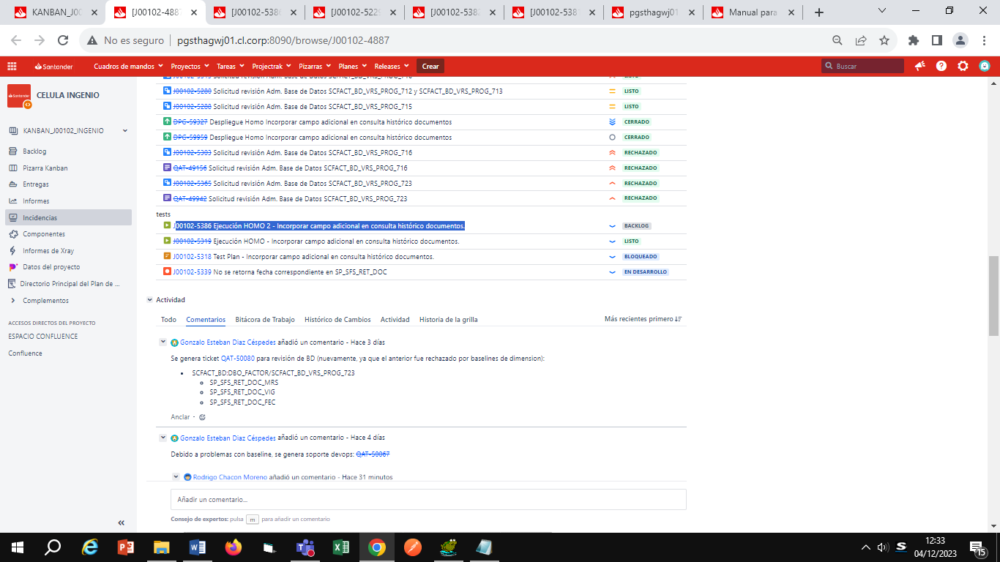 KANBAN_J00
[J00102-4887
[J00102-5386
[J00102-5229
[J00102-5382
[J00102-5381
pgsthagwj01
Manual para
No es seguro | pgsthagwj01.cl.corp:8090/browse/J00102-4887
Santander Cuadros de mandos Proyectos Tareas Projectrak Pizarras Planes Releases Crear Buscar
CELULA INGENIO
KANBAN_J00102_INGENIO
Backlog
Pizarra Kanban
Entregas
Informes
Incidencias
Componentes
Informes de Xray
Datos del proyecto
Directorio Principal del Plan de ...
Complementos
ACCESOS DIRECTOS DEL PROYECTO
ESPACIO CONFLUENCE
Confluence
J00102-5280 Solicitud revisión Adm. Base de Datos SCFACT_BD_VRS_PROG_712 y SCFACT_BD_VRS_PROG_713 LISTO
J00102-5288 Solicitud revisión Adm. Base de Datos SCFACT_BD_VRS_PROG_715 LISTO
DPG-59327 Despliegue Homo Incorporar campo adicional en consulta histórico documentos CERRADO
DPG-59959 Despliegue Homo Incorporar campo adicional en consulta histórico documentos CERRADO
J00102-5303 Solicitud revisión Adm. Base de Datos SCFACT_BD_VRS_PROG_716 RECHAZADO
QAT-49156 Solicitud revisión Adm. Base de Datos SCFACT_BD_VRS_PROG_716 RECHAZADO
J00102-5365 Solicitud revisión Adm. Base de Datos SCFACT_BD_VRS_PROG_723 RECHAZADO
QAT-49942 Solicitud revisión Adm. Base de Datos SCFACT_BD_VRS_PROG_723 RECHAZADO
tests
J00102-5386 Ejecución HOMO 2 - Incorporar campo adicional en consulta histórico documentos. BACKLOG
J00102-5319 Ejecución HOMO - Incorporar campo adicional en consulta histórico documentos. LISTO
J00102-5318 Test Plan - Incorporar campo adicional en consulta histórico documentos. BLOQUEADO
J00102-5339 No se retorna fecha correspondiente en SP_SFS_RET_DOC EN DESARROLLO
Actividad
Todo Comentarios Bitácora de Trabajo Histórico de Cambios Actividad Historia de la grilla Más recientes primero
Gonzalo Esteban Diaz Céspedes añadió un comentario - Hace 3 días
Se genera ticket QAT-50080 para revisión de BD (nuevamente, ya que el anterior fue rechazado por baselines de dimension):
SCFACT_BD:DBO_FACTOR/SCFACT_BD_VRS_PROG_723
SP_SFS_RET_DOC_MRS
SP_SFS_RET_DOC_VIG
SP_SFS_RET_DOC_FEC
Anclar ·
Gonzalo Esteban Diaz Céspedes añadió un comentario - Hace 4 días
Debido a problemas con baseline, se genera soporte devops: QAT-50067
Rodrigo Chacon Moreno añadió un comentario - Hace 31 minutos
Añadir un comentario...
Consejo de expertos: pulsa m para añadir un comentario
12:33
04/12/2023
15